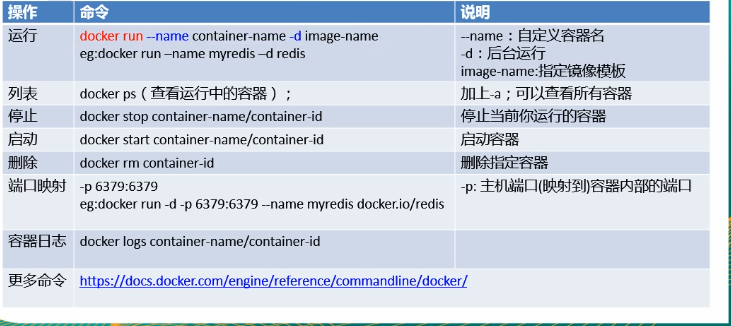 操作 命令 说明
运行 docker run --name container-name -d image-name --name：自定义容器名
eg:docker run –name myredis –d redis -d：后台运行
image-name:指定镜像模板
列表 docker ps（查看运行中的容器）； 加上-a；可以查看所有容器
停止 docker stop container-name/container-id 停止当前你运行的容器
启动 docker start container-name/container-id 启动容器
删除 docker rm container-id 删除指定容器
端口映射 -p 6379:6379 -p: 主机端口(映射到)容器内部的端口
eg:docker run -d -p 6379:6379 --name myredis docker.io/redis
容器日志 docker logs container-name/container-id
更多命令 https://docs.docker.com/engine/reference/commandline/docker/